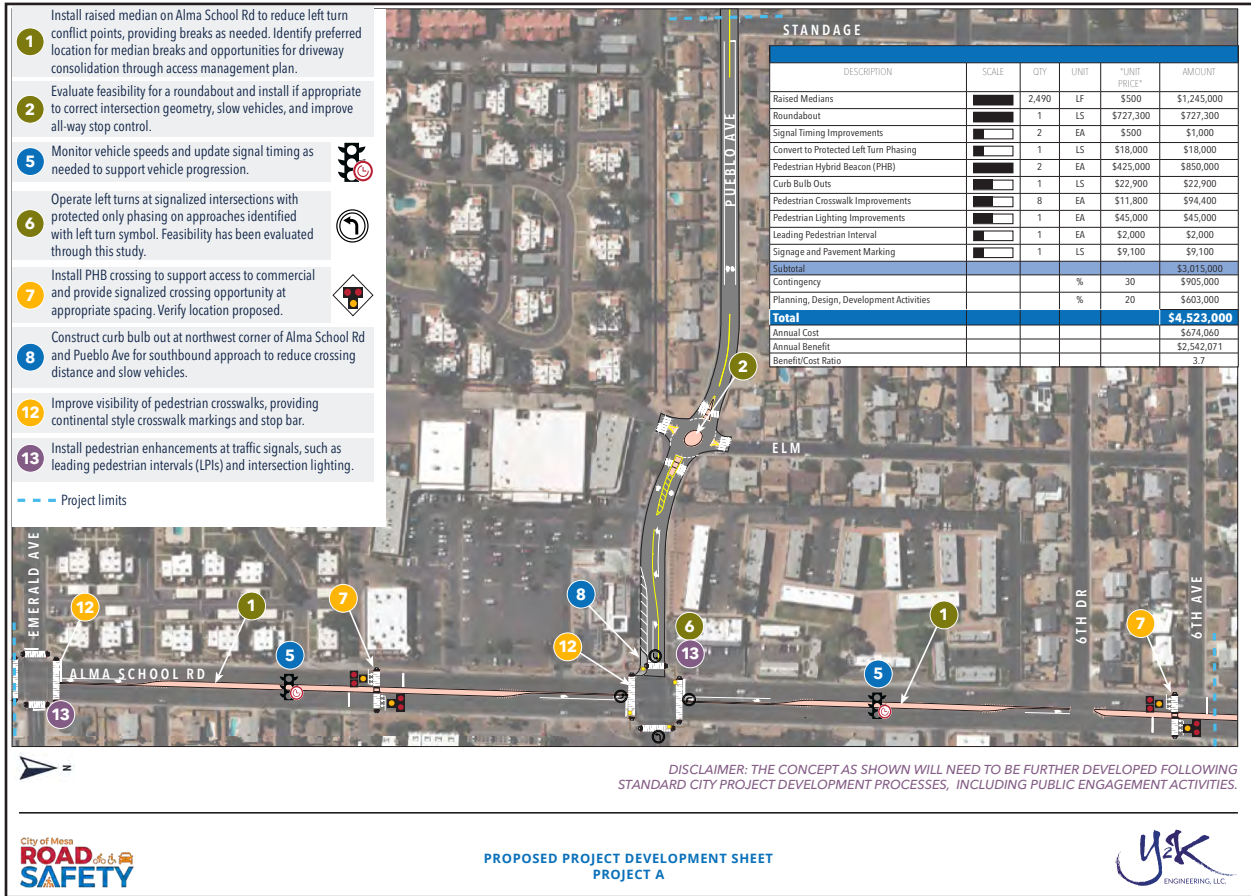 1
Install raised median on Alma School Rd to reduce left turn
conflict points, providing breaks as needed. Identify preferred
location for median breaks and opportunities for driveway
consolidation through access management plan.
2
Evaluate feasibility for a roundabout and install if appropriate
to correct intersection geometry, slow vehicles, and improve
all-way stop control.
5
Monitor vehicle speeds and update signal timing as
needed to support vehicle progression.
6
Operate left turns at signalized intersections with
protected only phasing on approaches identified
with left turn symbol. Feasibility has been evaluated
through this study.
7
Install PHB crossing to support access to commercial
and provide signalized crossing opportunity at
appropriate spacing. Verify location proposed.
8
Construct curb bulb out at northwest corner of Alma School Rd
and Pueblo Ave for southbound approach to reduce crossing
distance and slow vehicles.
12
Improve visibility of pedestrian crosswalks, providing
continental style crosswalk markings and stop bar.
13
Install pedestrian enhancements at traffic signals, such as
leading pedestrian intervals (LPIs) and intersection lighting.
Project limits
STANDAGE
DESCRIPTION SCALE QTY UNIT "UNIT PRICE" AMOUNT
Raised Medians 2,490 LF $500 $1,245,000
Roundabout 1 LS $727,300 $727,300
Signal Timing Improvements 2 EA $500 $1,000
Convert to Protected Left Turn Phasing 1 LS $18,000 $18,000
Pedestrian Hybrid Beacon (PHB) 2 EA $425,000 $850,000
Curb Bulb Outs 1 LS $22,900 $22,900
Pedestrian Crosswalk Improvements 8 EA $11,800 $94,400
Pedestrian Lighting Improvements 1 EA $45,000 $45,000
Leading Pedestrian Interval 1 EA $2,000 $2,000
Signage and Pavement Marking 1 LS $9,100 $9,100
Subtotal $3,015,000
Contingency % 30 $905,000
Planning, Design, Development Activities % 20 $603,000
Total $4,523,000
Annual Cost $674,060
Annual Benefit $2,542,071
Benefit/Cost Ratio 3.7
PUEBLO AVE
2
ELM
EMERALD AVE
12
1
7
5
ALMA SCHOOL RD
13
8
12
6
13
1
5
6TH DR
7
6TH AVE
N
DISCLAIMER: THE CONCEPT AS SHOWN WILL NEED TO BE FURTHER DEVELOPED FOLLOWING
STANDARD CITY PROJECT DEVELOPMENT PROCESSES, INCLUDING PUBLIC ENGAGEMENT ACTIVITIES.
City of Mesa
ROAD
SAFETY
PROPOSED PROJECT DEVELOPMENT SHEET
PROJECT A
Y2K
ENGINEERING, LLC.